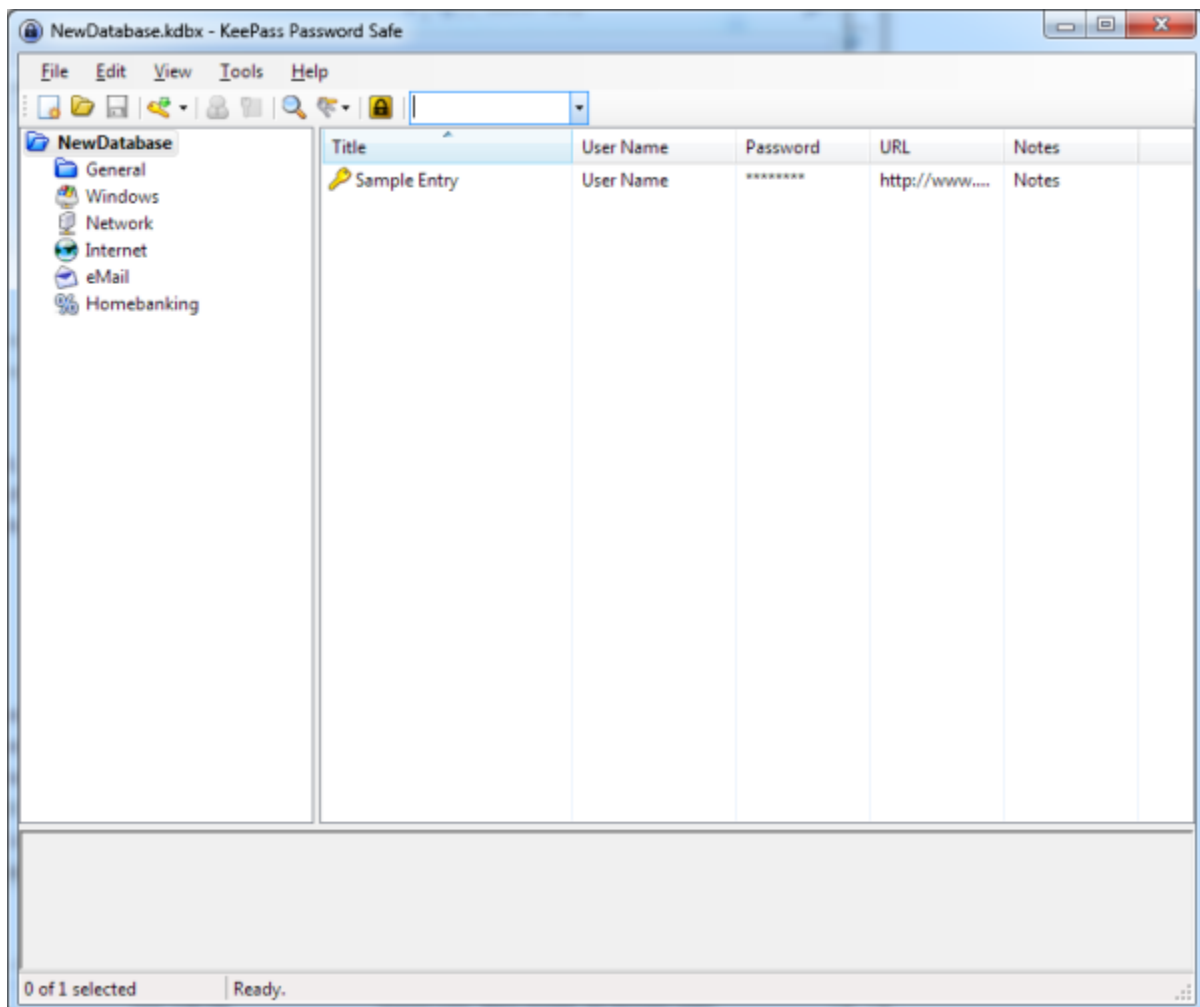 NewDatabase.kdbx - KeePass Password Safe
File Edit View Tools Help
NewDatabase
General
Windows
Network
Internet
eMail
Homebanking
Title User Name Password URL Notes
Sample Entry User Name ******** http://www.... Notes
0 of 1 selected Ready.